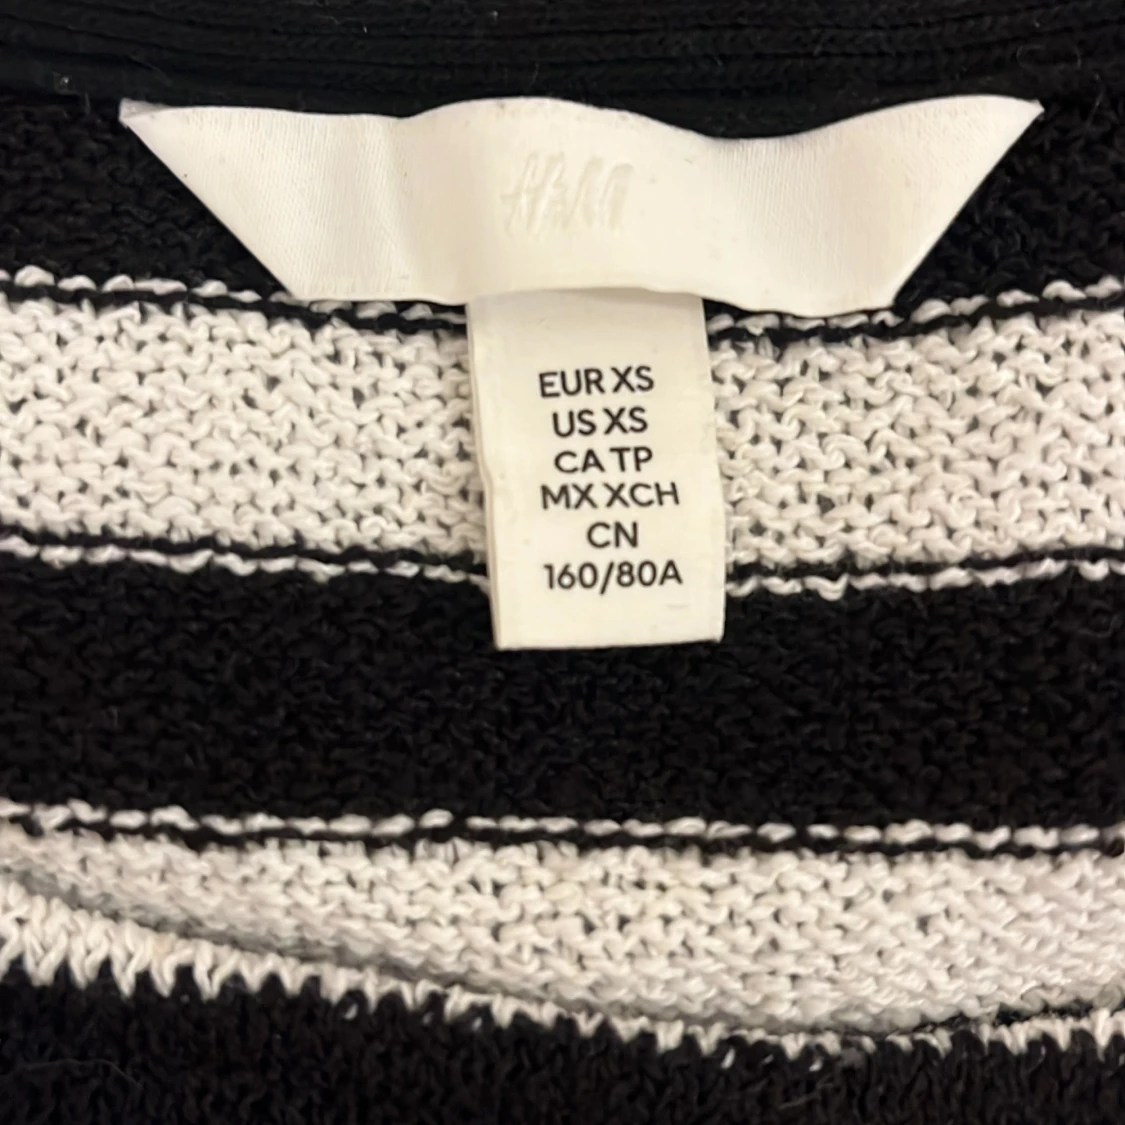 H&M
EUR XS
US XS
CA TP
MX XCH
CN
160/80A